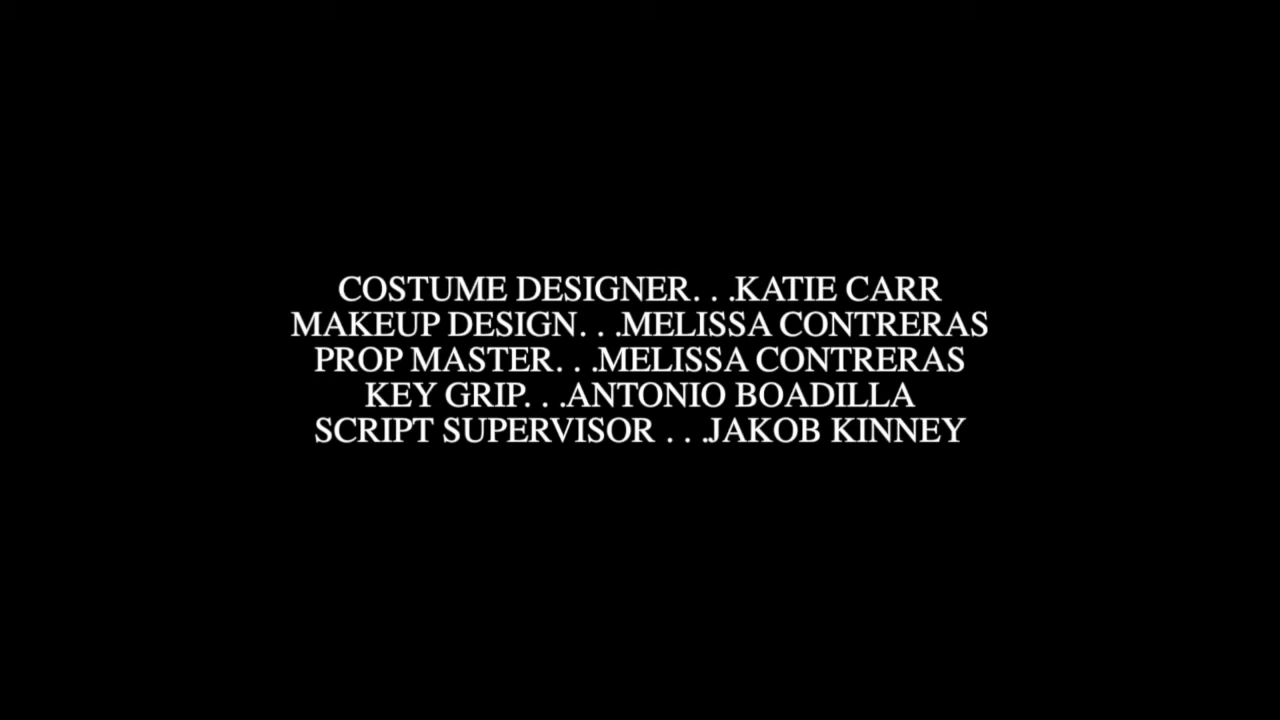 COSTUME DESIGNER. . .KATIE CARR
MAKEUP DESIGN. . .MELISSA CONTRERAS
PROP MASTER. . .MELISSA CONTRERAS
KEY GRIP. . .ANTONIO BOADILLA
SCRIPT SUPERVISOR . . .JAKOB KINNEY